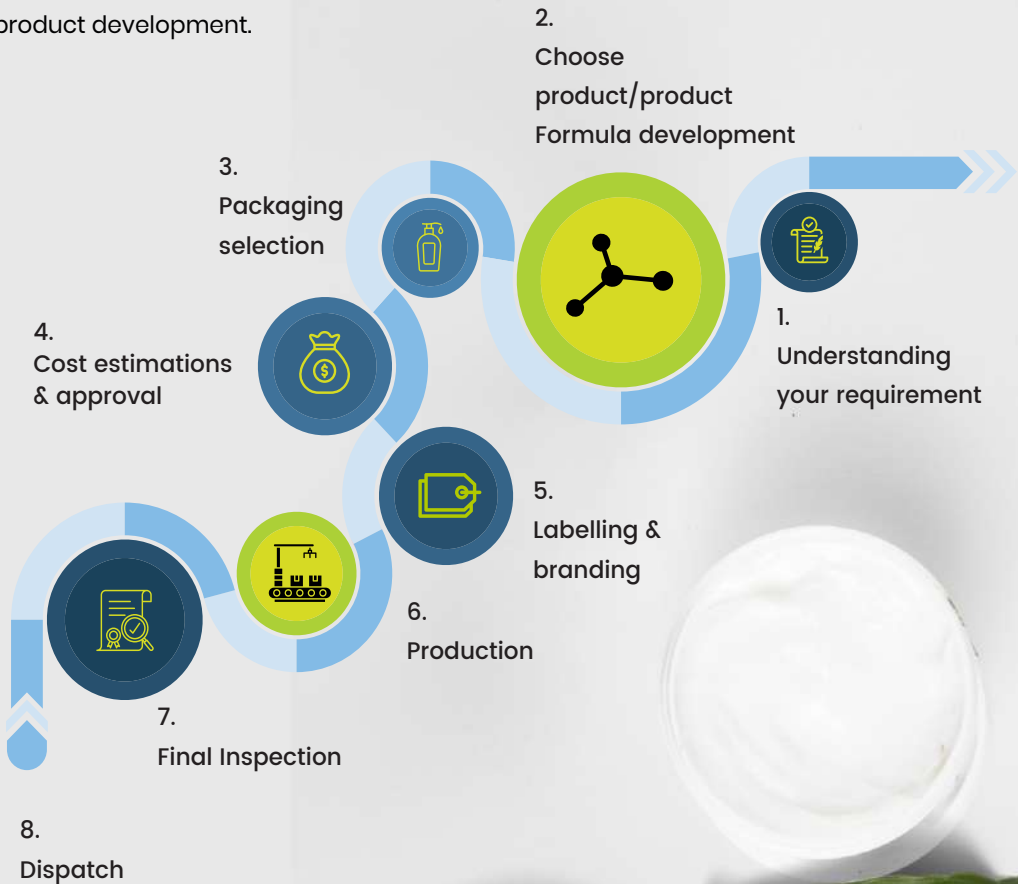 product development.
2.
Choose
product/product
Formula development
3.
Packaging
selection
4.
Cost estimations
& approval
1.
Understanding
your requirement
5.
Labelling &
branding
6.
Production
7.
Final Inspection
8.
Dispatch